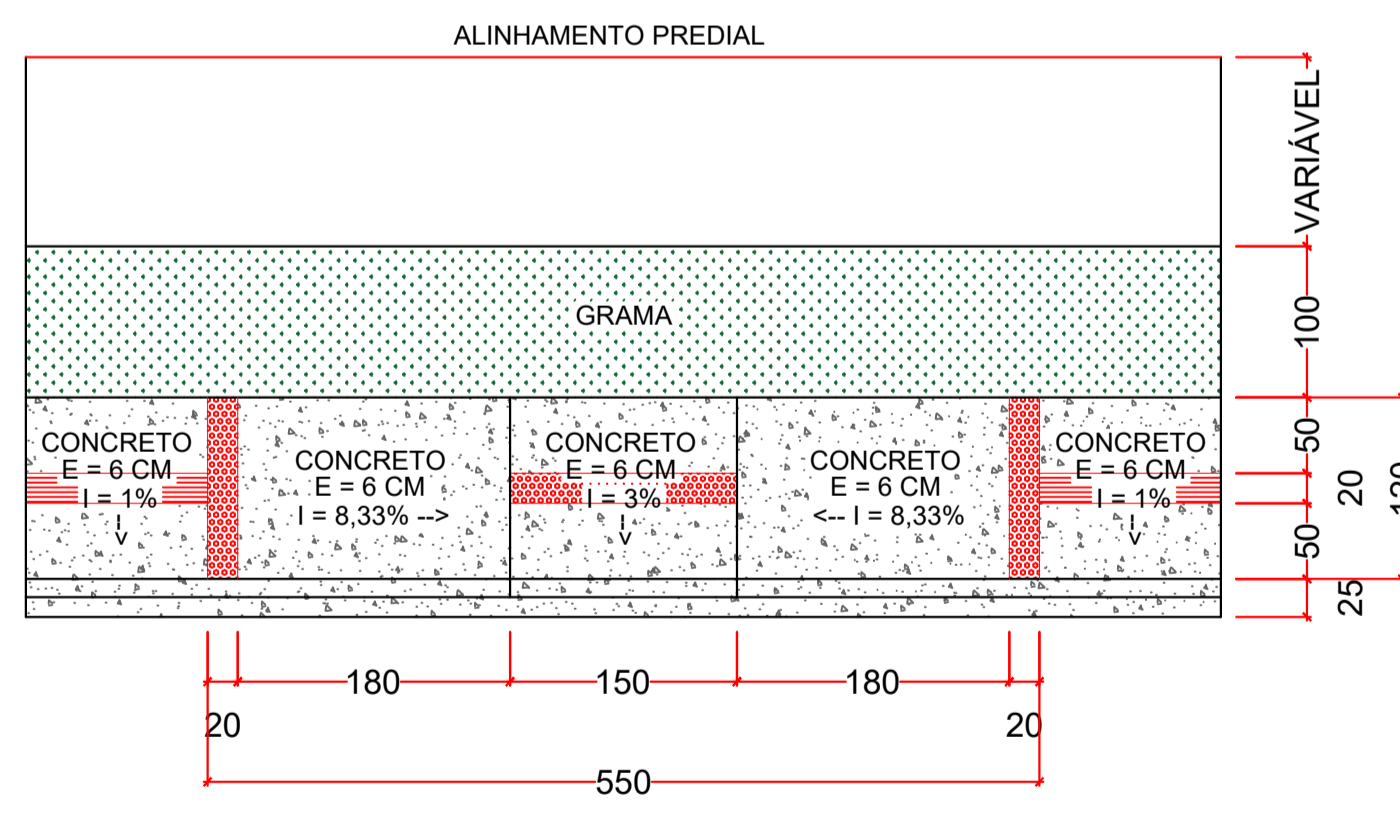 ALINHAMENTO PREDIAL
VARIÁVEL
GRAMA
100
CONCRETO
E = 6 CM
I = 1%
¦
V
CONCRETO
E = 6 CM
I = 8,33% -->
CONCRETO
E = 6 CM
I = 3%
¦
V
CONCRETO
E = 6 CM
<-- I = 8,33%
CONCRETO
E = 6 CM
I = 1%
¦
V
50
20
50
25
180
150
180
20
20
550